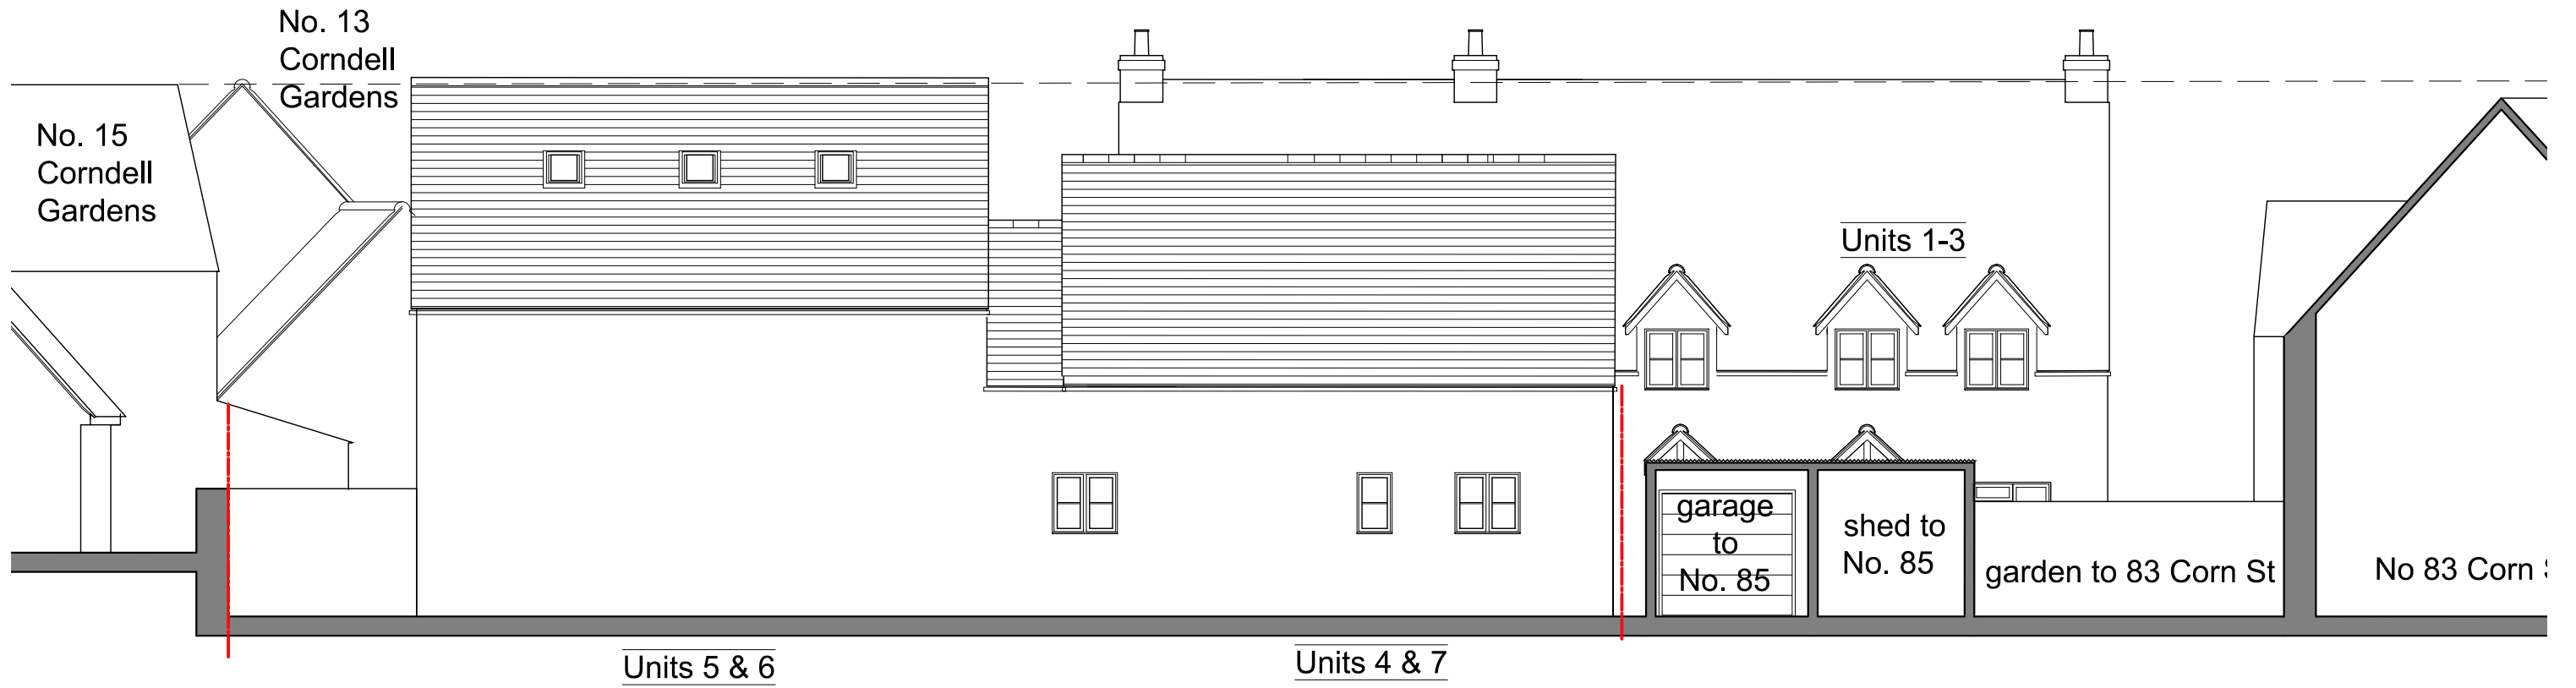 No. 13
Corndell
Gardens
No. 15
Corndell
Gardens
Units 1-3
garage
to
No. 85
shed to
No. 85
garden to 83 Corn St
No 83 Corn
Units 5 & 6
Units 4 & 7